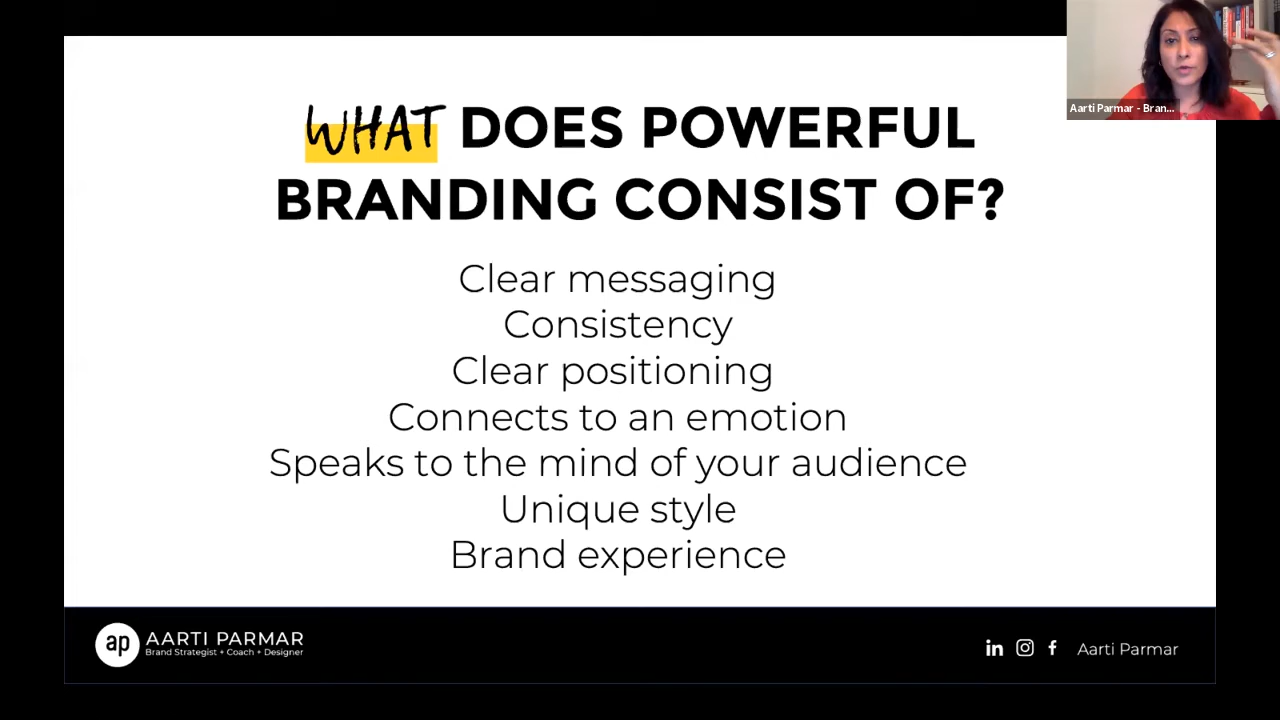 Aarti Parmar - Bran...
WHAT DOES POWERFUL
BRANDING CONSIST OF?
Clear messaging
Consistency
Clear positioning
Connects to an emotion
Speaks to the mind of your audience
Unique style
Brand experience
ap AARTI PARMAR
Brand Strategist + Coach + Designer
in f Aarti Parmar